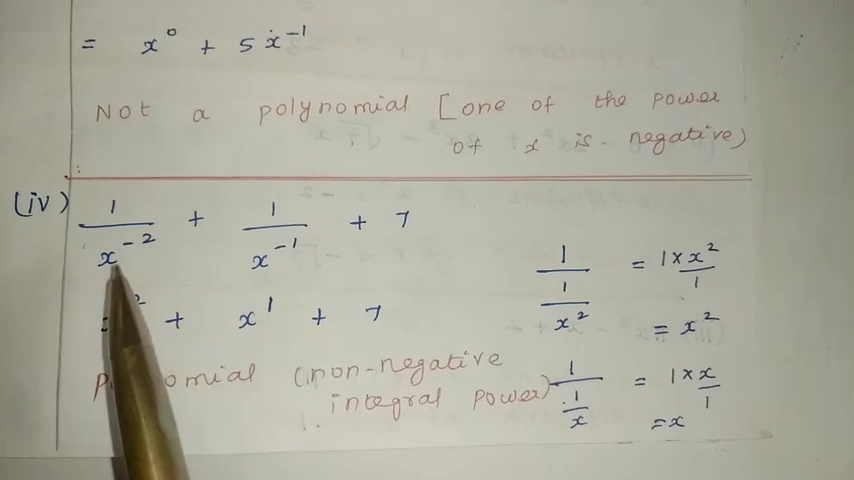 = x⁰ + 5x⁻¹
Not a polynomial [one of the power
of x is negative)
(iv) 1/x⁻² + 1/x⁻¹ + 7
² + x¹ + 7
(non-negative
integral power)
1/(1/x²) = 1 × x²/1
= x²
1/(1/x) = 1 × x/1
= x